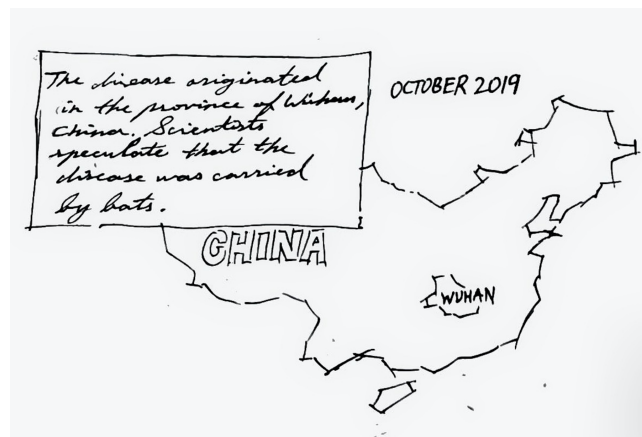 The disease originated
in the province of Wuhan,
China. Scientists
speculate that the
disease was carried
by bats.
OCTOBER 2019
CHINA
WUHAN